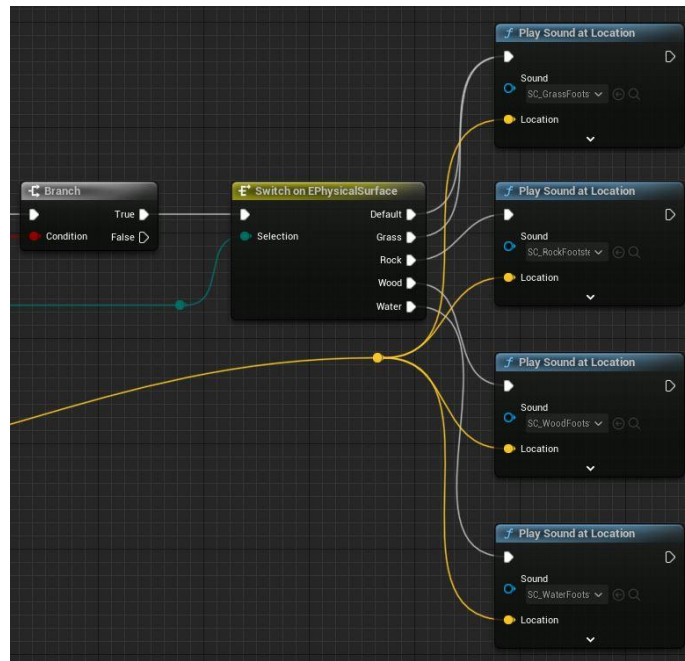 Play Sound at Location
Sound
SC_GrassFoots
Location
Branch
True
Condition
False
Switch on EPhysicalSurface
Default
Selection
Grass
Rock
Wood
Water
Play Sound at Location
Sound
SC_RockFootste
Location
Play Sound at Location
Sound
SC_WoodFoots
Location
Play Sound at Location
Sound
SC_WaterFoots
Location